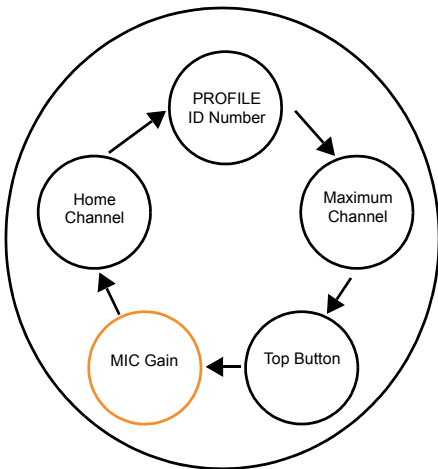 PROFILE
ID Number
Maximum
Channel
Top Button
MIC Gain
Home
Channel